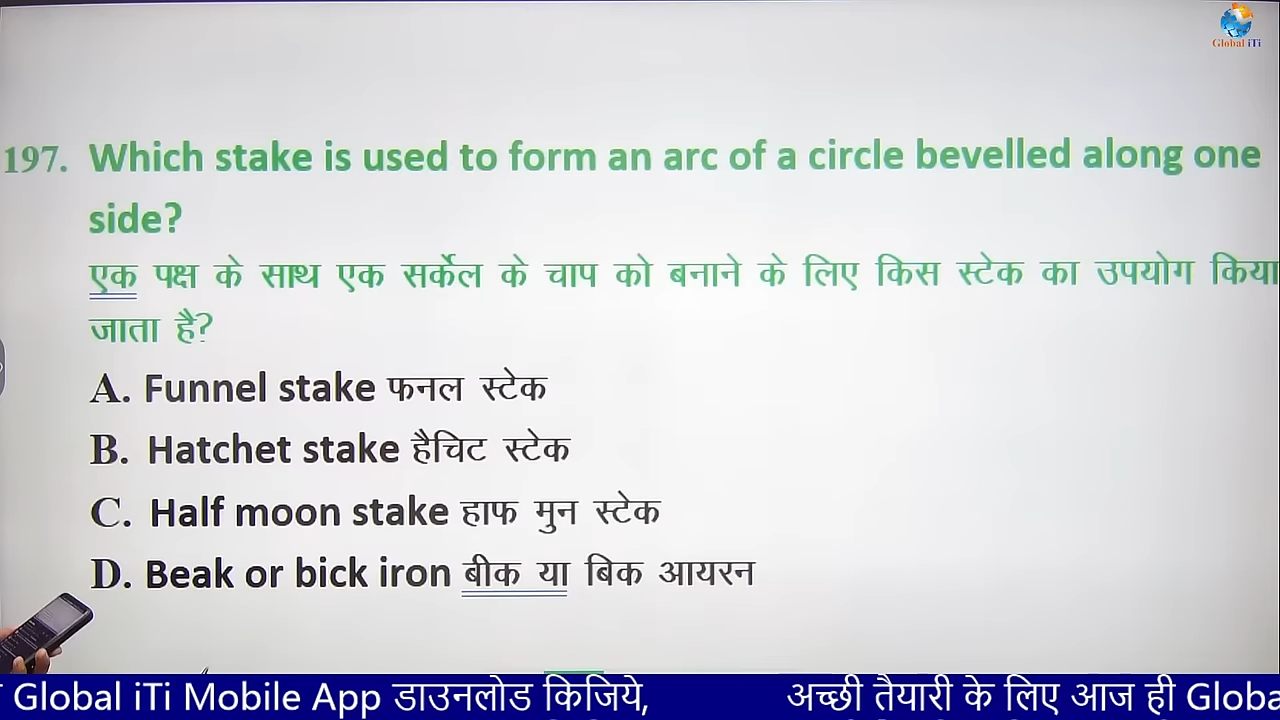 Global iTi
197. Which stake is used to form an arc of a circle bevelled along one
side?
एक पक्ष के साथ एक सर्केल के चाप को बनाने के लिए किस स्टेक का उपयोग किया
जाता है?
A. Funnel stake फनल स्टेक
B. Hatchet stake हैचिट स्टेक
C. Half moon stake हाफ मुन स्टेक
D. Beak or bick iron बीक या बिक आयरन
Global iTi Mobile App डाउनलोड किजिये, अच्छी तैयारी के लिए आज ही Globa